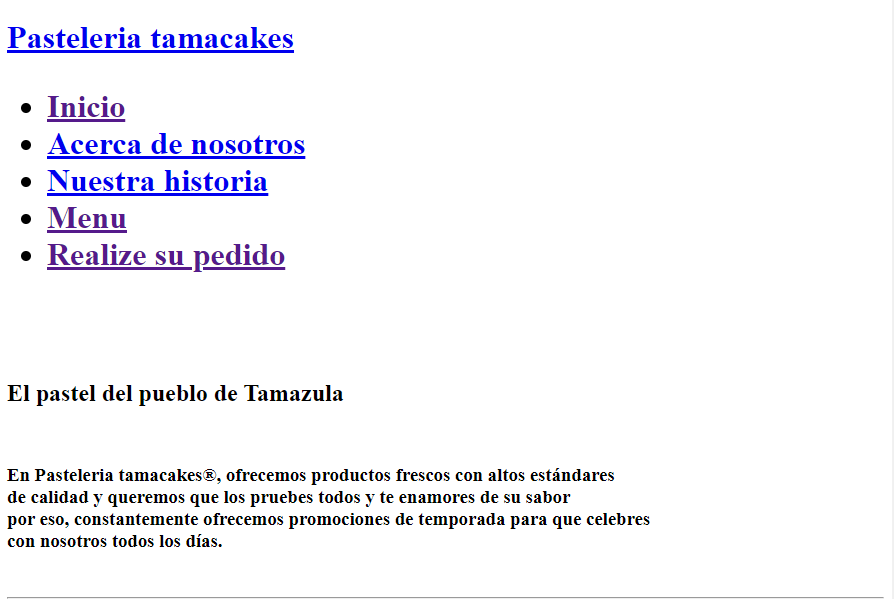 Pasteleria tamacakes
Inicio
Acerca de nosotros
Nuestra historia
Menu
Realize su pedido
El pastel del pueblo de Tamazula
En Pasteleria tamacakes®, ofrecemos productos frescos con altos estándares
de calidad y queremos que los pruebes todos y te enamores de su sabor
por eso, constantemente ofrecemos promociones de temporada para que celebres
con nosotros todos los días.